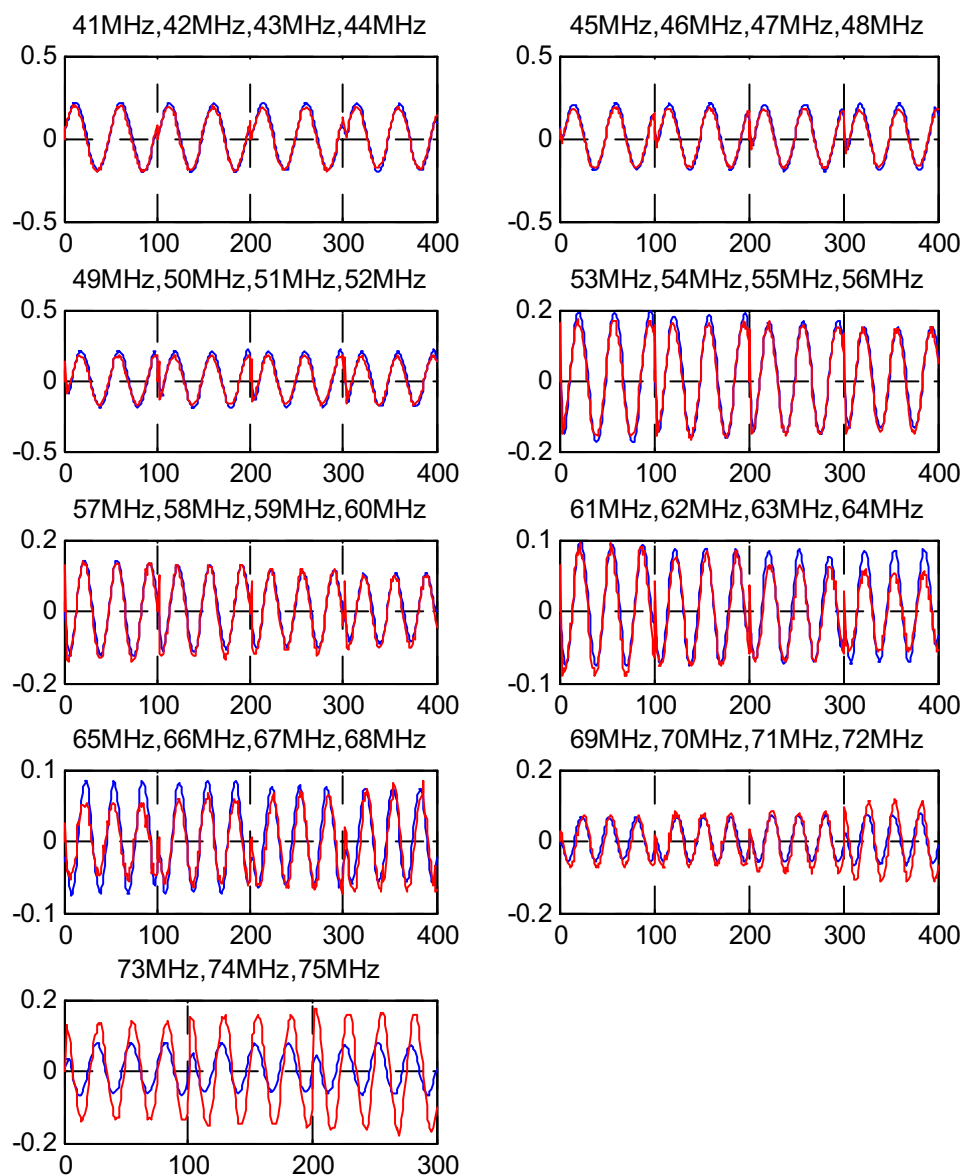 41MHz,42MHz,43MHz,44MHz
0.5
0
-0.5
0 100 200 300 400
45MHz,46MHz,47MHz,48MHz
0.5
0
-0.5
0 100 200 300 400
49MHz,50MHz,51MHz,52MHz
0.5
0
-0.5
0 100 200 300 400
53MHz,54MHz,55MHz,56MHz
0.2
0
-0.2
0 100 200 300 400
57MHz,58MHz,59MHz,60MHz
0.2
0
-0.2
0 100 200 300 400
61MHz,62MHz,63MHz,64MHz
0.1
0
-0.1
0 100 200 300 400
65MHz,66MHz,67MHz,68MHz
0.1
0
-0.1
0 100 200 300 400
69MHz,70MHz,71MHz,72MHz
0.2
0
-0.2
0 100 200 300 400
73MHz,74MHz,75MHz
0.2
0
-0.2
0 100 200 300